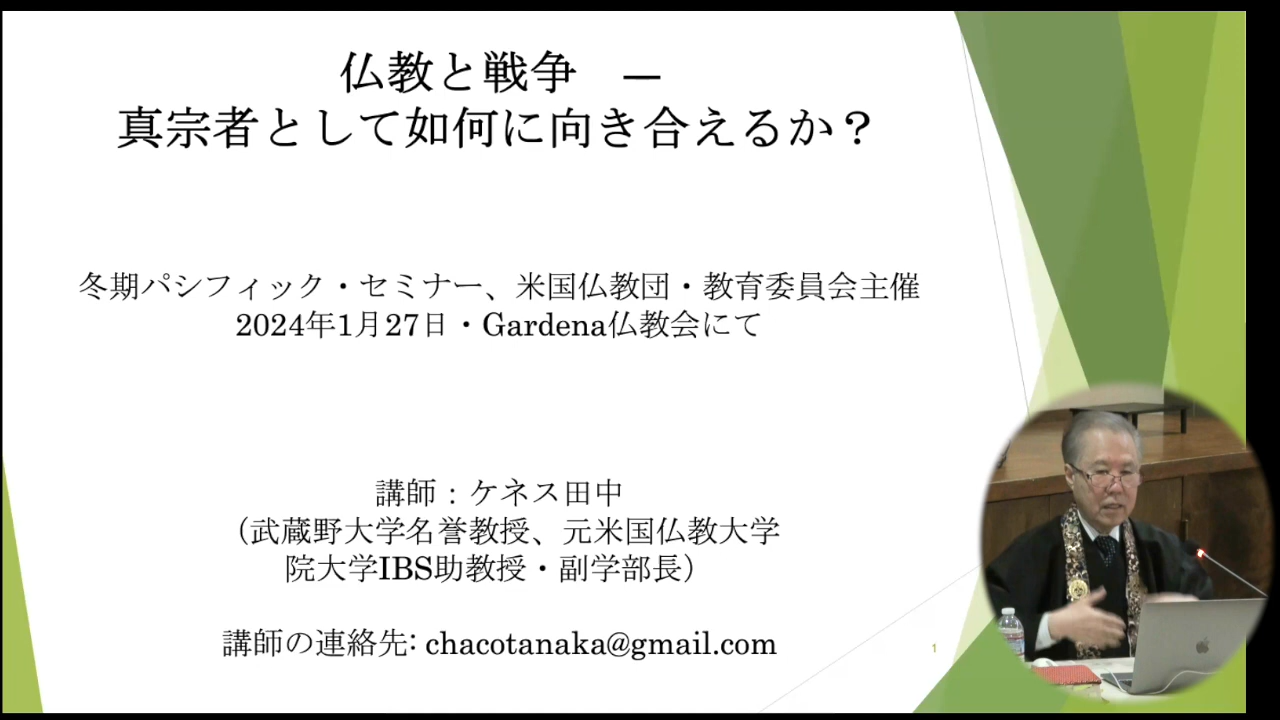 仏教と戦争　—
真宗者として如何に向き合えるか？
冬期パシフィック・セミナー、米国仏教団・教育委員会主催
2024年1月27日・Gardena仏教会にて
講師：ケネス田中
（武蔵野大学名誉教授、元米国仏教大学
院大学IBS助教授・副学部長）
講師の連絡先: chacotanaka@gmail.com
1